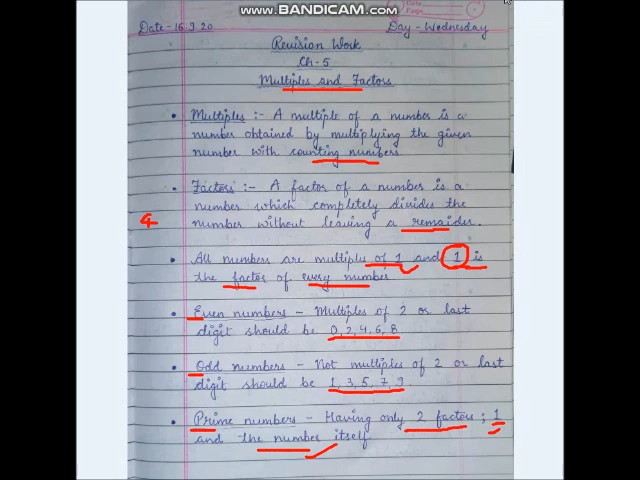 www.BANDICAM.com
Date
Page
Date - 16.9.20 Day - Wednesday
Revision Work
Ch - 5
Multiples and Factors
• Multiples :- A multiple of a number is a
number obtained by multiplying the given
number with counting numbers
• Factors :- A factor of a number is a
number which completely divides the
4 number without leaving a remainder.
• All numbers are multiples of 1 and 1 is
the factor of every number
• Even numbers - Multiples of 2 or last
digit should be 0, 2, 4, 6, 8
• Odd numbers - Not multiples of 2 or last
digit should be 1, 3, 5, 7, 9.
• Prime numbers - Having only 2 factors ; 1
and the number itself